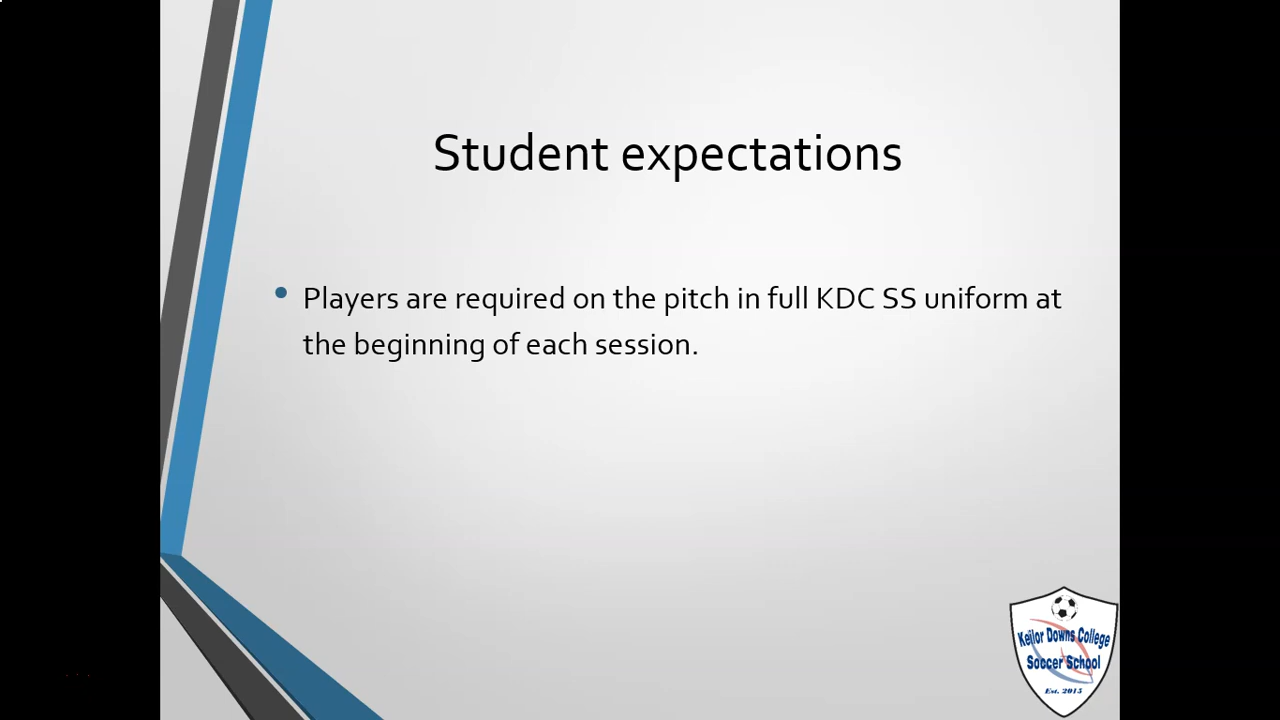 Student expectations
• Players are required on the pitch in full KDC SS uniform at
the beginning of each session.
Keilor Downs College
Soccer School
Est. 2015